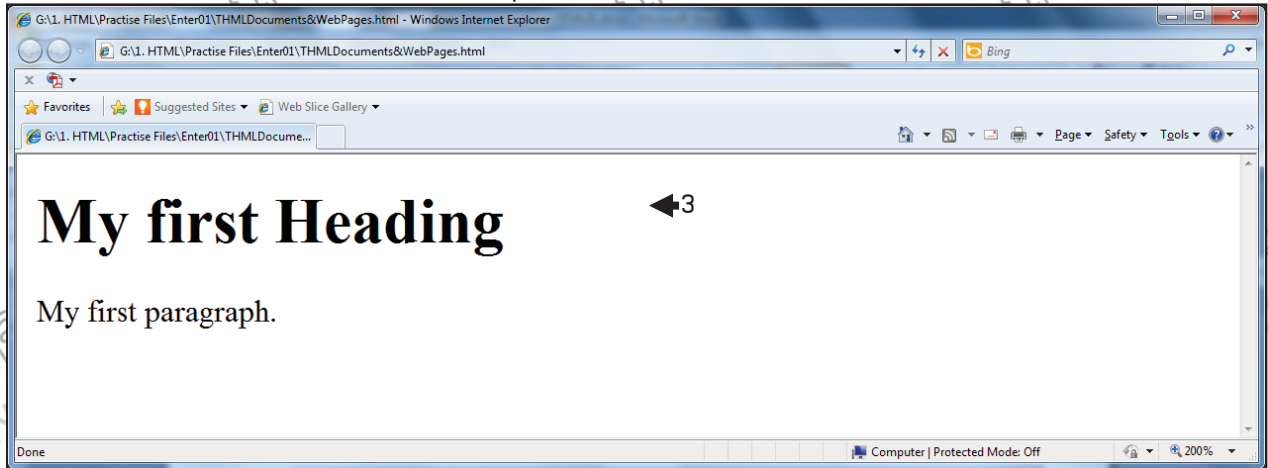 G:\1. HTML\Practise Files\Enter01\THMLDocuments&WebPages.html - Windows Internet Explorer
G:\1. HTML\Practise Files\Enter01\THMLDocuments&WebPages.html
Bing
x
Favorites Suggested Sites Web Slice Gallery
G:\1. HTML\Practise Files\Enter01\THMLDocume... Page Safety Tools »
My first Heading 3
My first paragraph.
Done Computer | Protected Mode: Off 200%